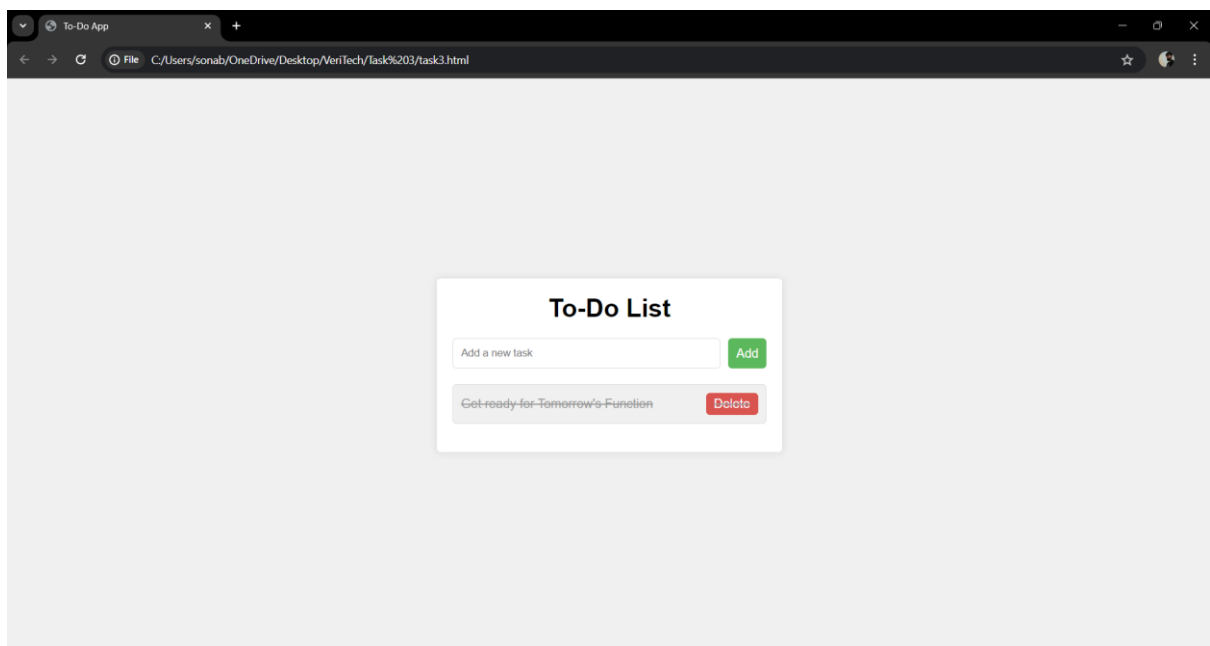 To-Do App
File C:/Users/sonab/OneDrive/Desktop/VeriTech/Task%203/task3.html
To-Do List
Add a new task Add
Get ready for Tomorrow's Function Delete